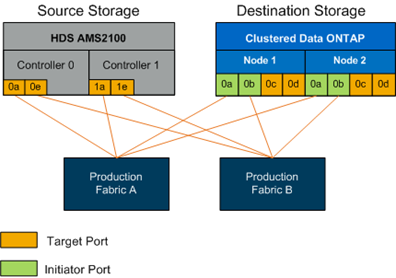 Source Storage
Destination Storage
HDS AMS2100
Clustered Data ONTAP
Controller 0
Controller 1
Node 1
Node 2
0a 0e
1a 1e
0a 0b 0c 0d
0a 0b 0c 0d
Production
Fabric A
Production
Fabric B
Target Port
Initiator Port